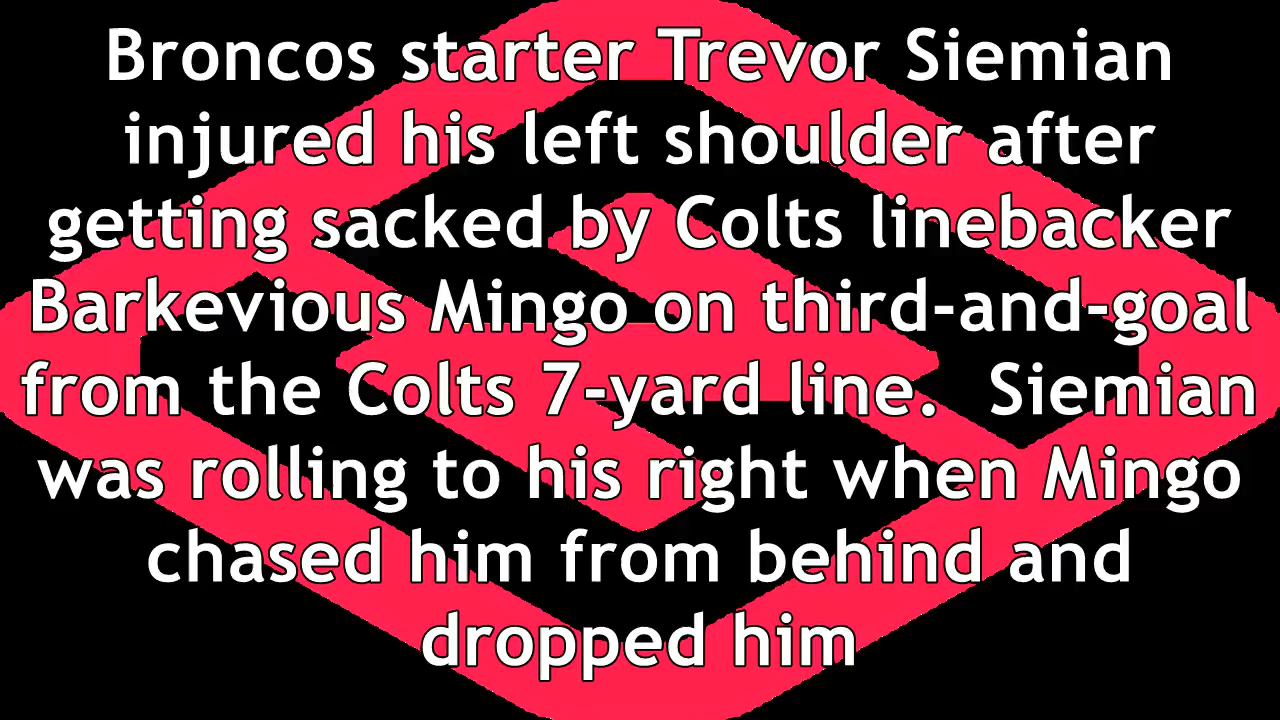 Broncos starter Trevor Siemian
injured his left shoulder after
getting sacked by Colts linebacker
Barkevious Mingo on third-and-goal
from the Colts 7-yard line.  Siemian
was rolling to his right when Mingo
chased him from behind and
dropped him